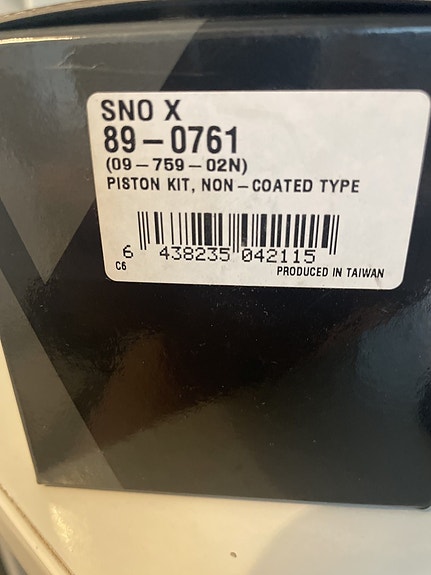 SNO X
89-0761
(09-759-02N)
PISTON KIT, NON-COATED TYPE
6 438235 042115
C6
PRODUCED IN TAIWAN